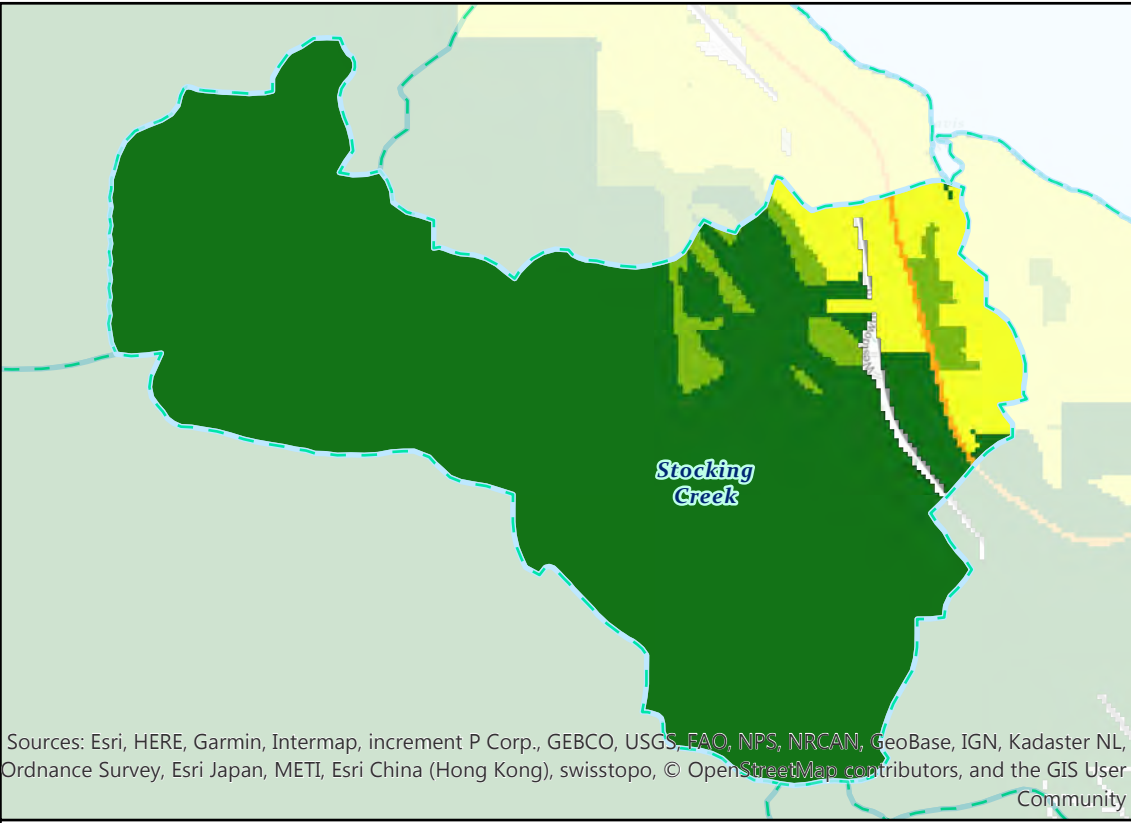 Stocking
Creek
Sources: Esri, HERE, Garmin, Intermap, increment P Corp., GEBCO, USGS, FAO, NPS, NRCAN, GeoBase, IGN, Kadaster NL,
Ordnance Survey, Esri Japan, METI, Esri China (Hong Kong), swisstopo, © OpenStreetMap contributors, and the GIS User
Community